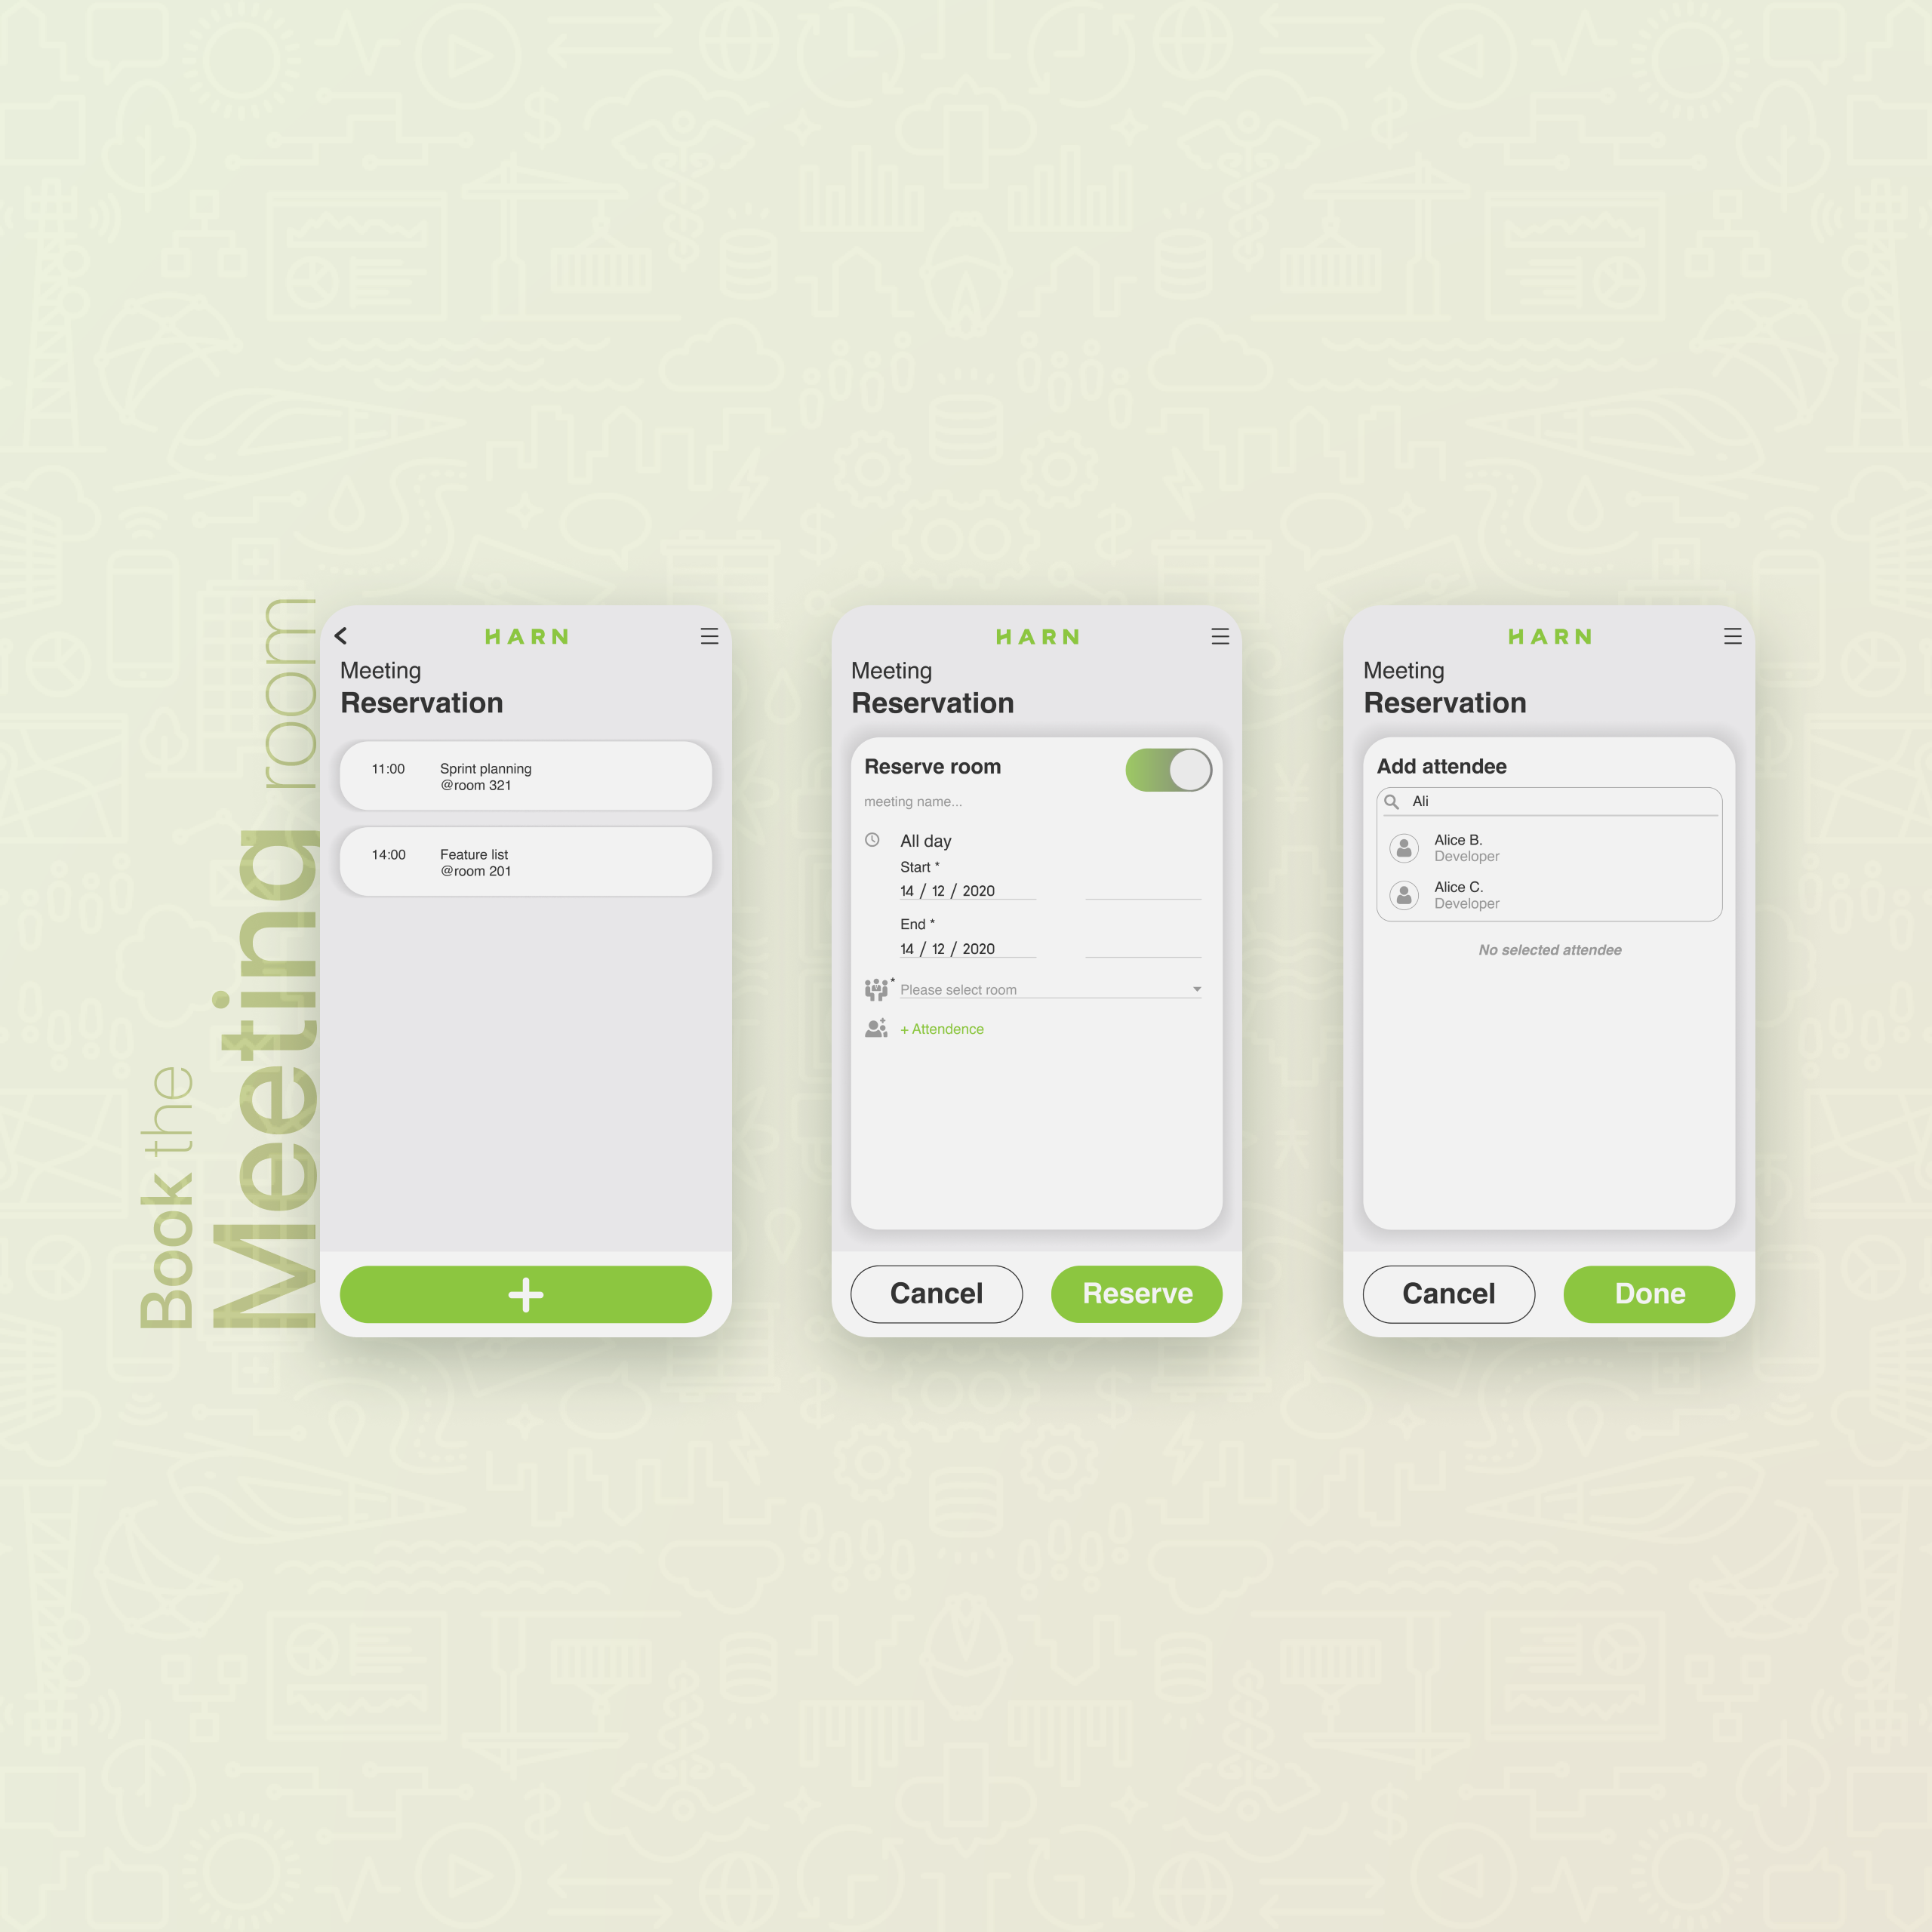 Book the
Meeting room
HARN
Meeting
Reservation
11:00 Sprint planning
@room 321
14:00 Feature list
@room 201
HARN
Meeting
Reservation
Reserve room
meeting name...
All day
Start *
14 / 12 / 2020
End *
14 / 12 / 2020
* Please select room
+ Attendence
Cancel Reserve
HARN
Meeting
Reservation
Add attendee
Ali
Alice B.
Developer
Alice C.
Developer
No selected attendee
Cancel Done